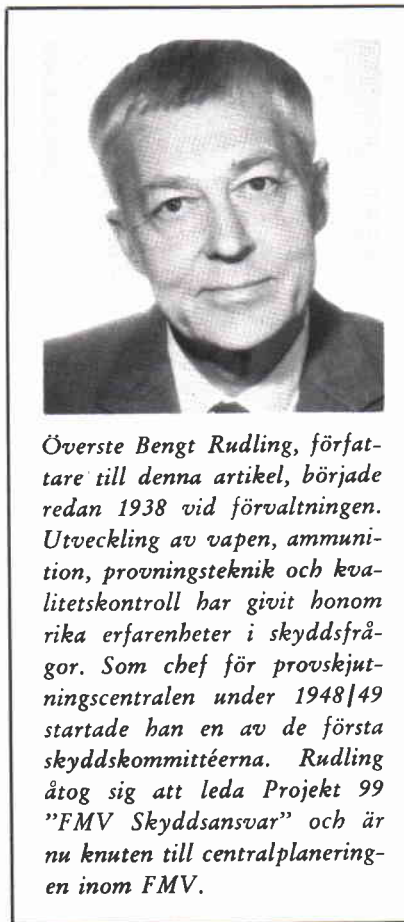 Överste Bengt Rudling, förfat-
tare till denna artikel, började
redan 1938 vid förvaltningen.
Utveckling av vapen, ammuni-
tion, provningsteknik och kva-
litetskontroll har givit honom
rika erfarenheter i skyddsfrå-
gor. Som chef för provskjut-
ningscentralen under 1948/49
startade han en av de första
skyddskommittéerna. Rudling
åtog sig att leda Projekt 99
”FMV Skyddsansvar” och är
nu knuten till centralplanering-
en inom FMV.